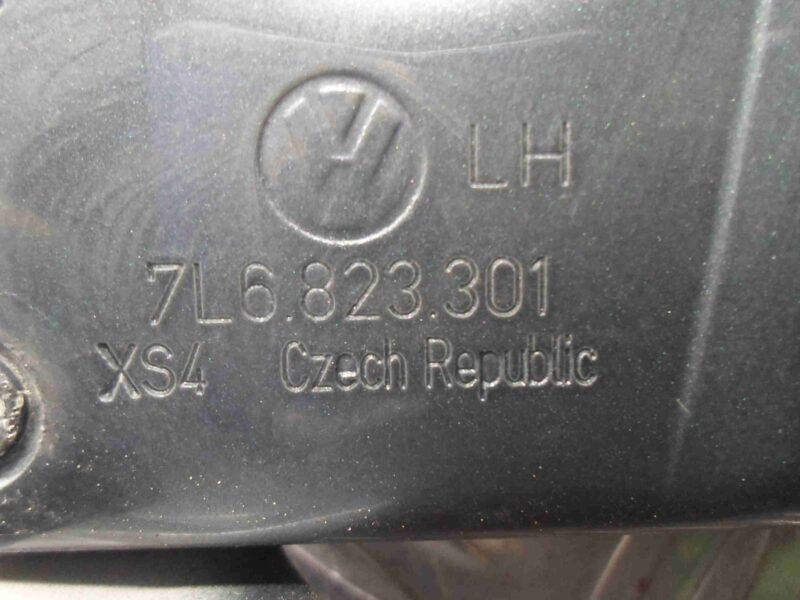 LH
7L6.823.301
XS4 Czech Republic